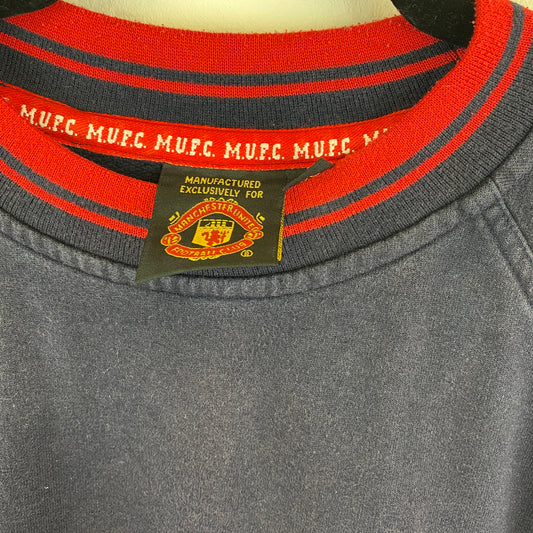 M.U.F.C. M.U.F.C. M.U.F.C. M.U.F.C. M.U.F.C. M.U.F.C.
MANUFACTURED
EXCLUSIVELY FOR
MANCHESTER UNITED
FOOTBALL CLUB
®